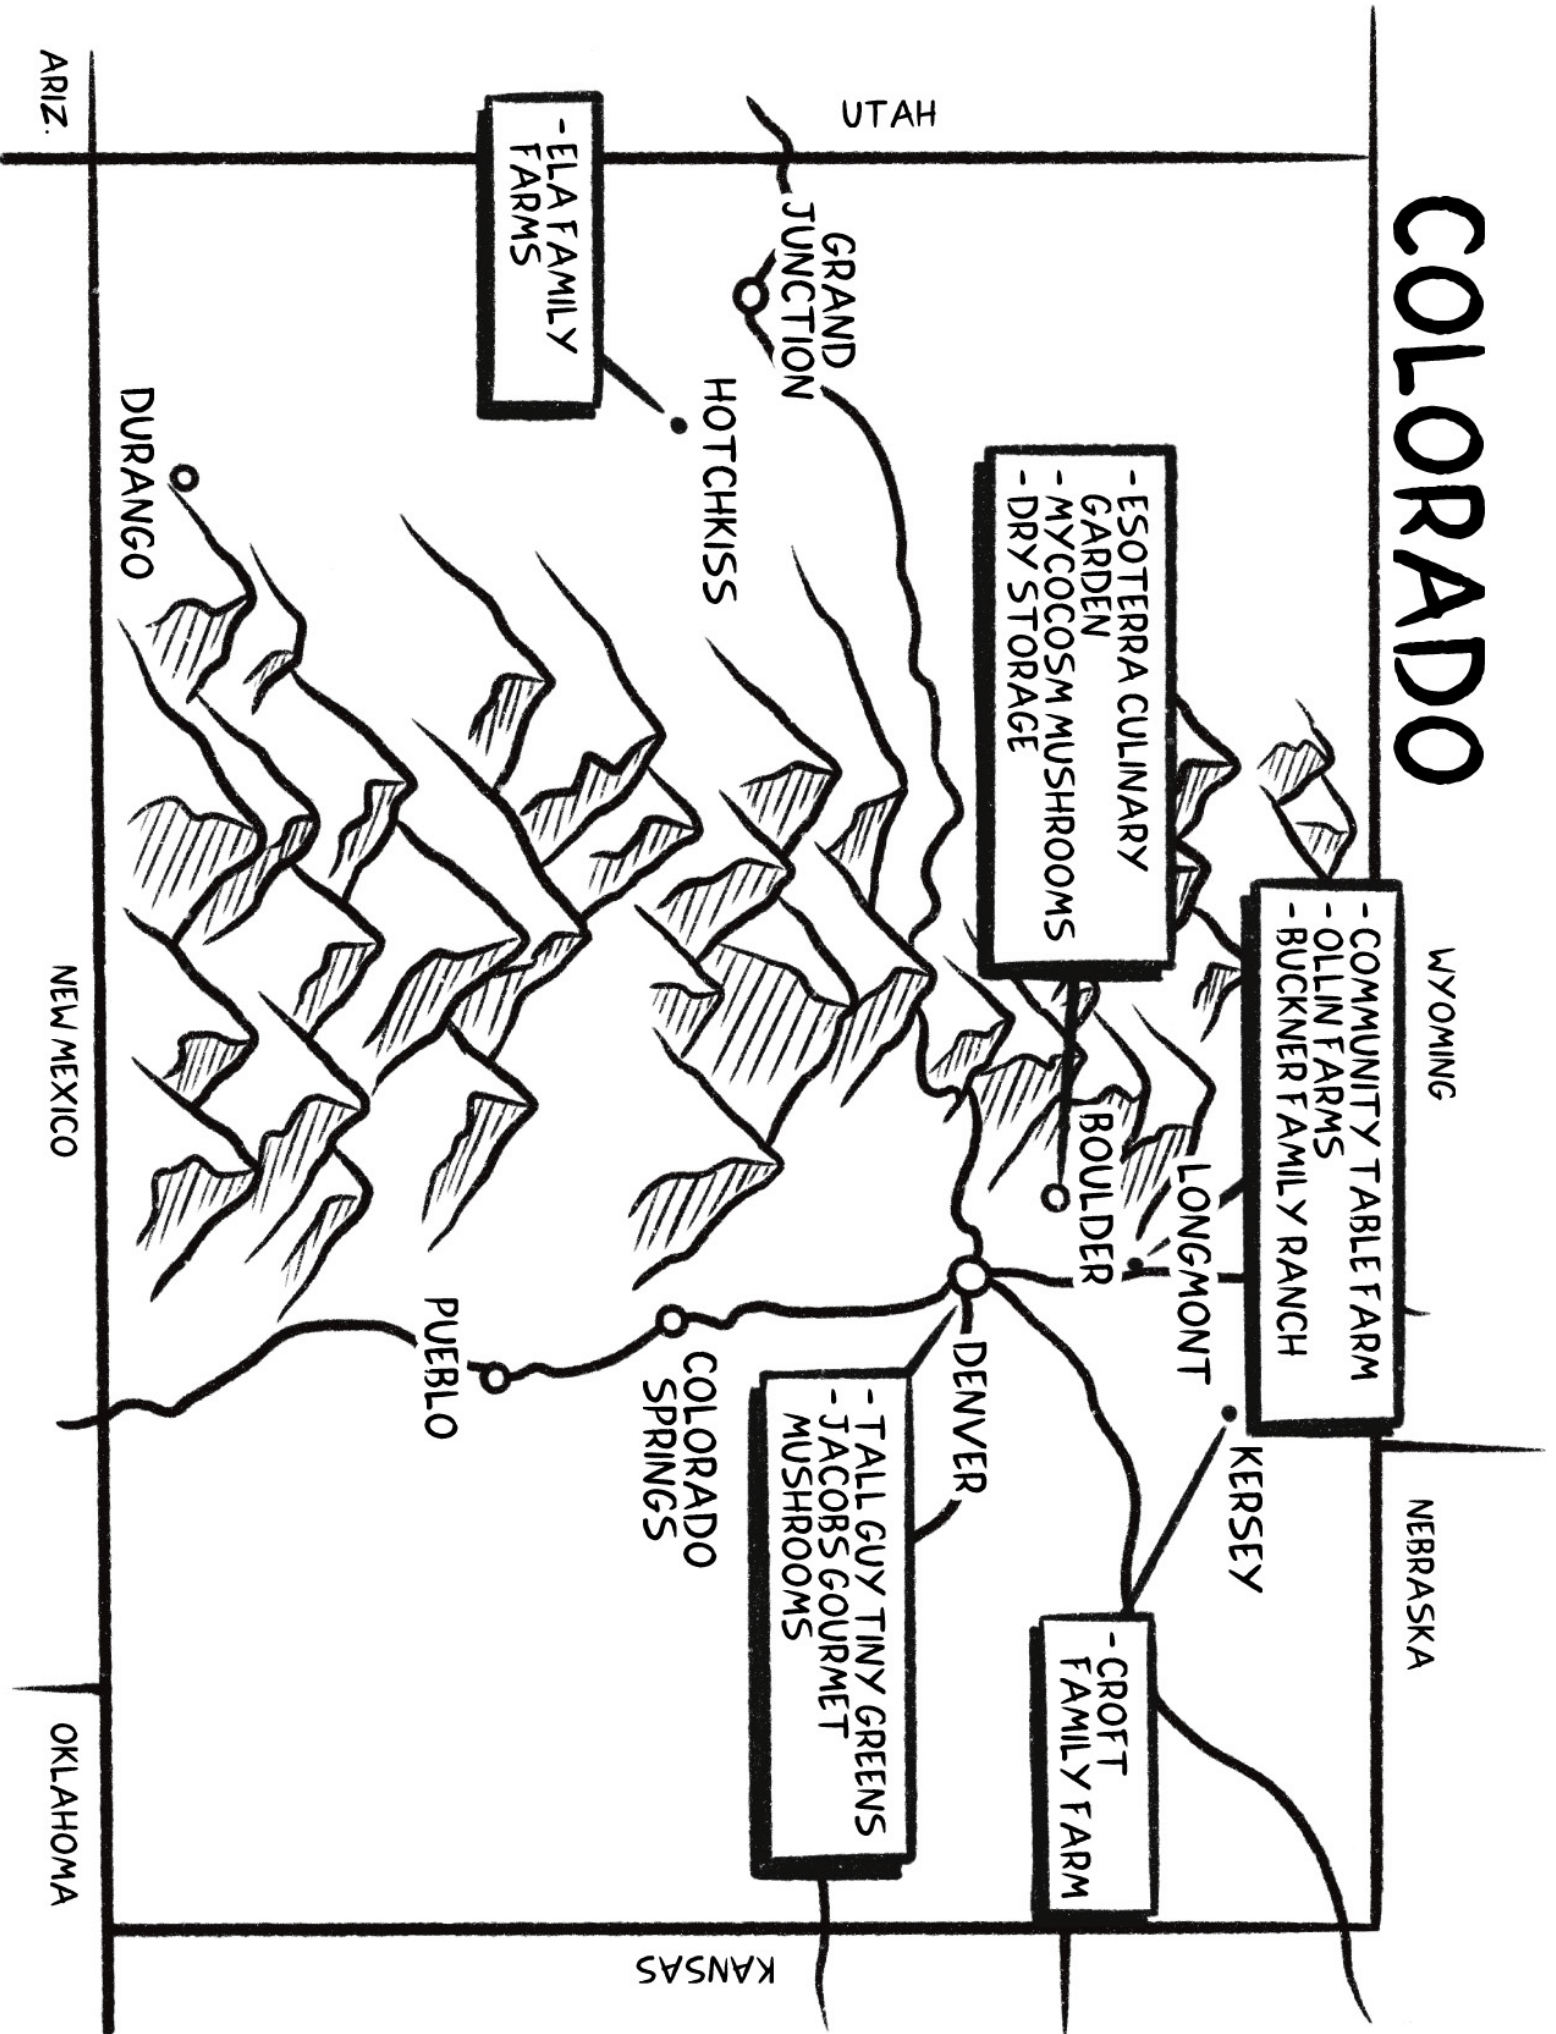 COLORADO
WYOMING
NEBRASKA
- COMMUNITY TABLE FARM
- OLLIN FARMS
- BUCKNER FAMILY RANCH
KERSEY
LONGMONT
- ESOTERRA CULINARY
GARDEN
- MYCOCOSM MUSHROOMS
- DRY STORAGE
BOULDER
- CROFT
FAMILY FARM
UTAH
GRAND
JUNCTION
DENVER
- TALL GUY TINY GREENS
- JACOBS GOURMET
MUSHROOMS
KANSAS
HOTCHKISS
COLORADO
SPRINGS
- ELA FAMILY
FARMS
PUEBLO
DURANGO
ARIZ.
NEW MEXICO
OKLAHOMA